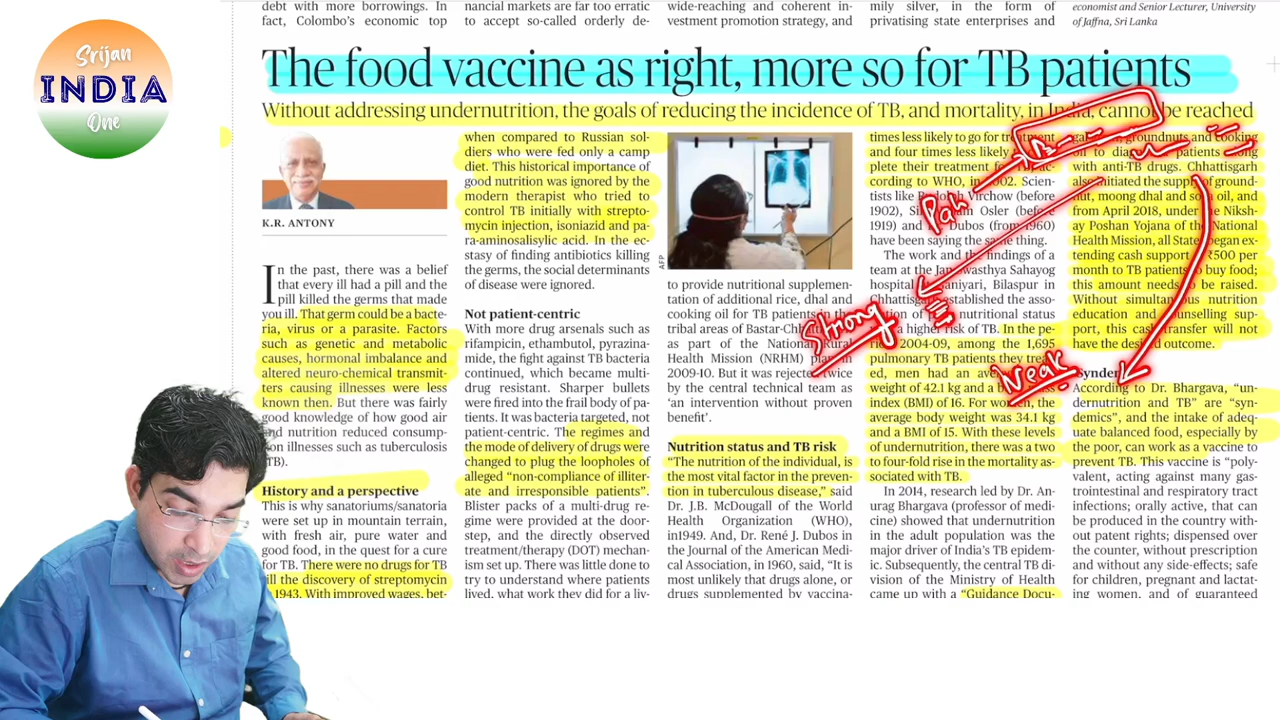 Srijan
INDIA
One
debt with more borrowings. In
fact, Colombo's economic top
nancial markets are far too erratic
to accept so-called orderly de-
wide-reaching and coherent in-
vestment promotion strategy, and
mily silver, in the form of
privatising state enterprises and
economist and Senior Lecturer, University
of Jaffna, Sri Lanka
The food vaccine as right, more so for TB patients
Without addressing undernutrition, the goals of reducing the incidence of TB, and mortality, in India, cannot be reached
K.R. ANTONY
In the past, there was a belief
that every ill had a pill and the
pill killed the germs that made
you ill. That germ could be a bacte-
ria, virus or a parasite. Factors
such as genetic and metabolic
causes, hormonal imbalance and
altered neuro-chemical transmit-
ters causing illnesses were less
known then. But there was fairly
good knowledge of how good air
and nutrition reduced consump-
tion illnesses such as tuberculosis
(TB).
History and a perspective
This is why sanatoriums/sanatoria
were set up in mountain terrain,
with fresh air, pure water and
good food, in the quest for a cure
for TB. There were no drugs for TB
till the discovery of streptomycin
1943. With improved wages, bet-
when compared to Russian sol-
diers who were fed only a camp
diet. This historical importance of
good nutrition was ignored by the
modern therapist who tried to
control TB initially with strepto-
mycin injection, isoniazid and pa-
ra-aminosalisylic acid. In the ec-
stasy of finding antibiotics killing
the germs, the social determinants
of disease were ignored.
Not patient-centric
With more drug arsenals such as
rifampicin, ethambutol, pyrazina-
mide, the fight against TB bacteria
continued, which became multi-
drug resistant. Sharper bullets
were fired into the frail body of pa-
tients. It was bacteria targeted, not
patient-centric. The regimes and
the mode of delivery of drugs were
changed to plug the loopholes of
alleged "non-compliance of illiter-
ate and irresponsible patients".
Blister packs of a multi-drug re-
gime were provided at the door-
step, and the directly observed
treatment/therapy (DOT) mechan-
ism set up. There was little done to
try to understand where patients
lived, what work they did for a liv-
AFP
to provide nutritional supplemen-
tation of additional rice, dhal and
cooking oil for TB patients in the
tribal areas of Bastar-Chh
as part of the National Rural
Health Mission (NRHM) plan in
2009-10. But it was rejected twice
by the central technical team as
'an intervention without proven
benefit'.
Nutrition status and TB risk
"The nutrition of the individual, is
the most vital factor in the preven-
tion in tuberculous disease," said
Dr. J.B. McDougall of the World
Health Organization (WHO),
in1949. And, Dr. René J. Dubos in
the Journal of the American Medi-
cal Association, in 1960, said, "It is
most unlikely that drugs alone, or
drugs supplemented by vaccina-
times less likely to go for treatment
and four times less likely to com-
plete their treatment
according to WHO, in 2002. Scien-
tists like Rudolph Virchow (before
1902), Sir William Osler (before
1919) and Dubos (from 1960)
have been saying the same thing.
The work and the findings of a
team at the Jan Swasthya Sahayog
hospital, Ganiyari, Bilaspur in
Chhattisgarh established the asso-
ciation of nutritional status
a higher risk of TB. In the pe-
riod 2004-09, among the 1,695
pulmonary TB patients they treat-
ed, men had an average
weight of 42.1 kg and a body mass
index (BMI) of 16. For women, the
average body weight was 34.1 kg
and a BMI of 15. With these levels
of undernutrition, there was a two
to four-fold rise in the mortality as-
sociated with TB.
In 2014, research led by Dr. An-
urag Bhargava (professor of medi-
cine) showed that undernutrition
in the adult population was the
major driver of India's TB epidem-
ic. Subsequently, the central TB di-
vision of the Ministry of Health
came up with a "Guidance Docu-
groundnuts and cooking
oil to diagnosed patients along
with anti-TB drugs. Chhattisgarh
also initiated the supply of ground-
nut, moong dhal and soya oil, and
from April 2018, under the Niksh-
ay Poshan Yojana of the National
Health Mission, all States began ex-
tending cash support of ₹500 per
month to TB patients to buy food;
this amount needs to be raised.
Without simultaneous nutrition
education and counselling sup-
port, this cash transfer will not
have the desired outcome.
According to Dr. Bhargava, "un-
dernutrition and TB" are "syn-
demics", and the intake of adeq-
uate balanced food, especially by
the poor, can work as a vaccine to
prevent TB. This vaccine is "poly-
valent, acting against many gas-
trointestinal and respiratory tract
infections; orally active, that can
be produced in the country with-
out patent rights; dispensed over
the counter, without prescription
and without any side-effects; safe
for children, pregnant and lactat-
ing women, and of guaranteed
TB
Strong
Weak